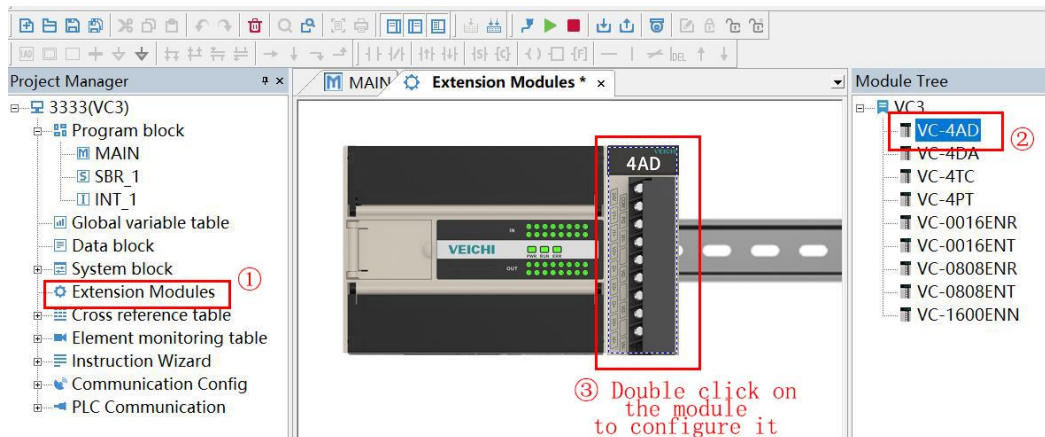 Project Manager
MAIN
Extension Modules *
Module Tree
3333(VC3)
Program block
MAIN
SBR_1
INT_1
Global variable table
Data block
System block
Extension Modules
①
Cross reference table
Element monitoring table
Instruction Wizard
Communication Config
PLC Communication
VEICHI
IN
PWR RUN ERR
OUT
VEICHI
4AD
③ Double click on
the module
to configure it
VC3
VC-4AD
②
VC-4DA
VC-4TC
VC-4PT
VC-0016ENR
VC-0016ENT
VC-0808ENR
VC-0808ENT
VC-1600ENN